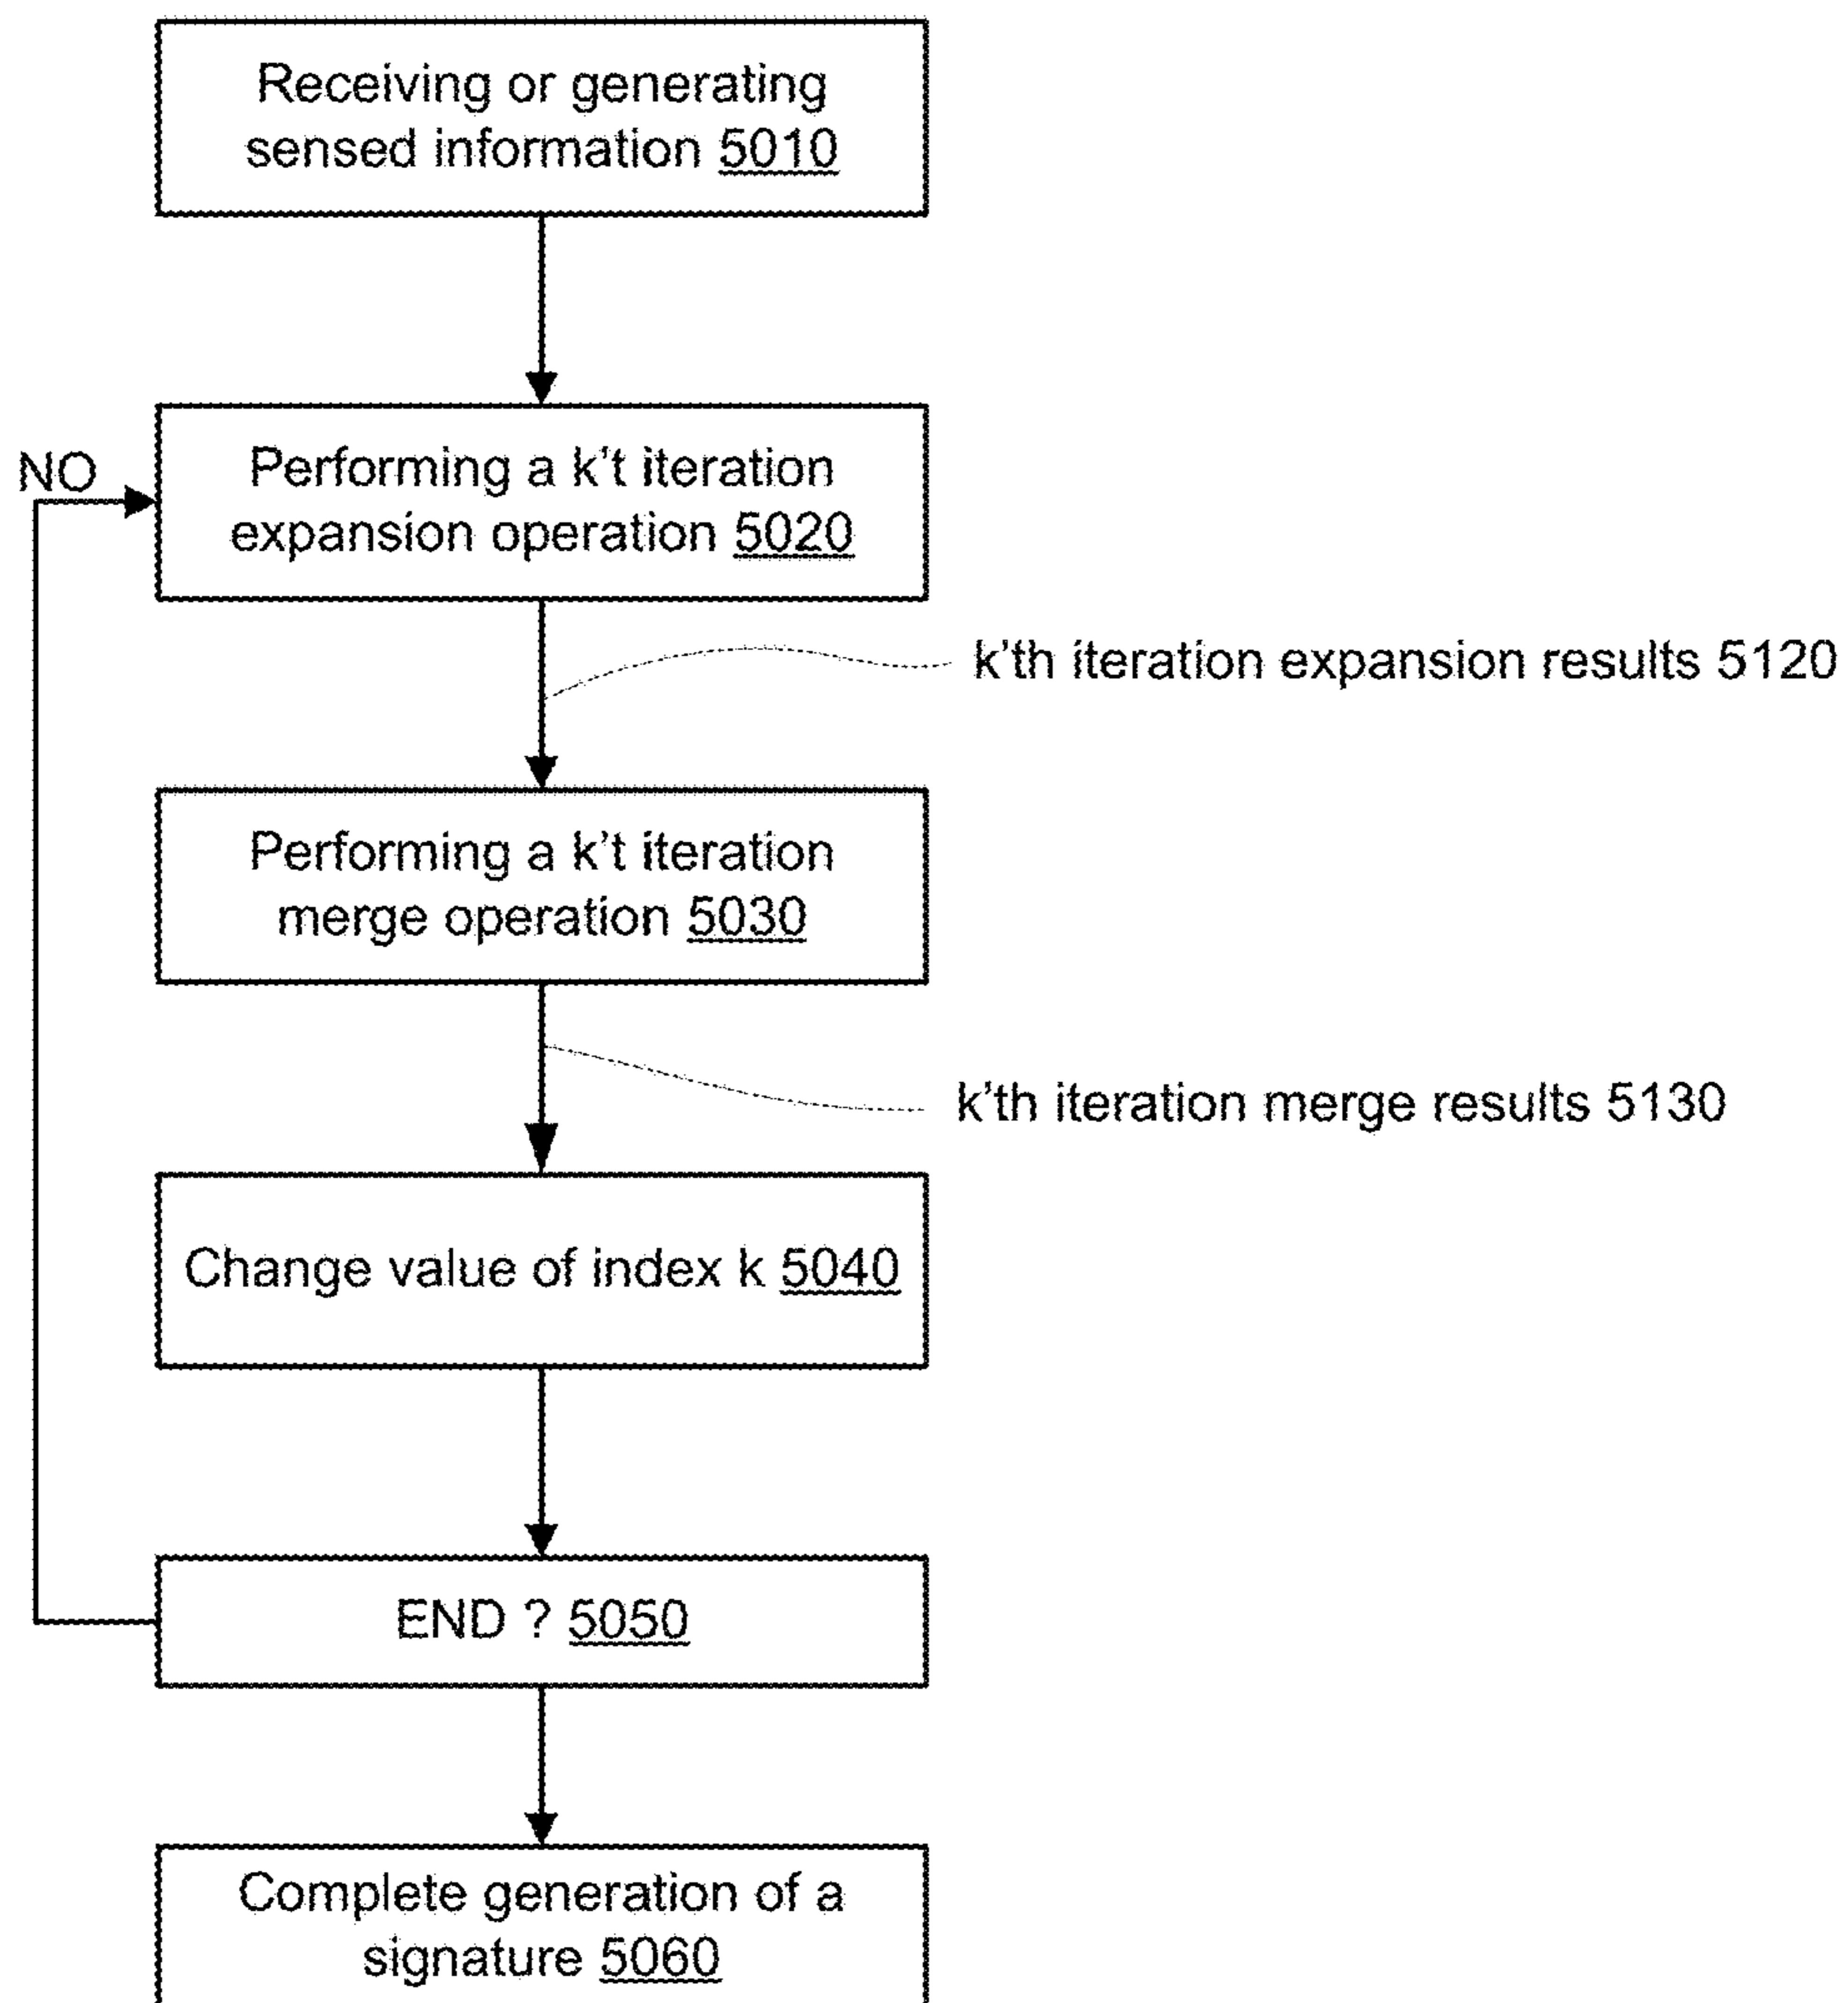 Receiving or generating
sensed information 5010
NO
Performing a k't iteration
expansion operation 5020
k'th iteration expansion results 5120
Performing a k't iteration
merge operation 5030
k'th iteration merge results 5130
Change value of index k 5040
END ? 5050
Complete generation of a
signature 5060